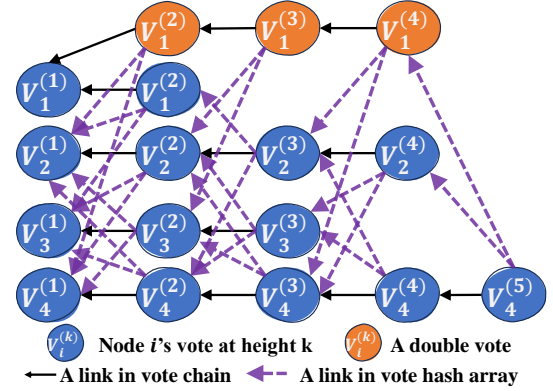 V_1^(2) V_1^(3) V_1^(4)
V_1^(1) V_1^(2)
V_2^(1) V_2^(2) V_2^(3) V_2^(4)
V_3^(1) V_3^(2) V_3^(3)
V_4^(1) V_4^(2) V_4^(3) V_4^(4) V_4^(5)
V_i^(k) Node i's vote at height k A double vote
A link in vote chain A link in vote hash array